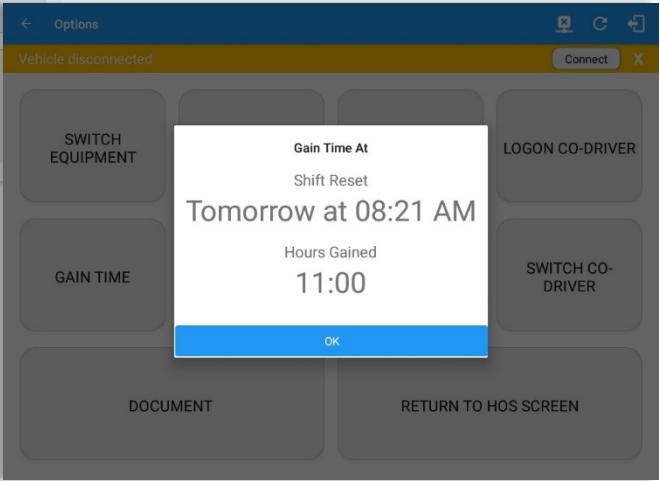 Options
Vehicle disconnected
Connect
X
SWITCH
EQUIPMENT
LOGON CO-DRIVER
Gain Time At
Shift Reset
Tomorrow at 08:21 AM
Hours Gained
11:00
OK
GAIN TIME
SWITCH CO-
DRIVER
DOCUMENT
RETURN TO HOS SCREEN